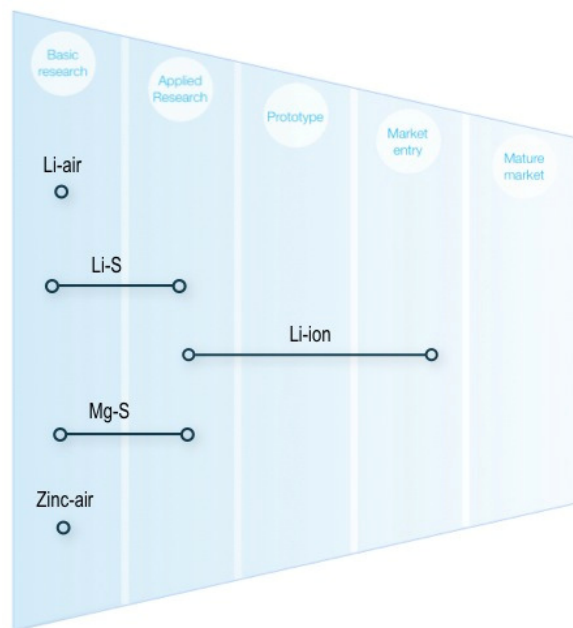 Basic
research
Applied
Research
Prototype
Market
entry
Mature
market
Li-air
Li-S
Li-ion
Mg-S
Zinc-air